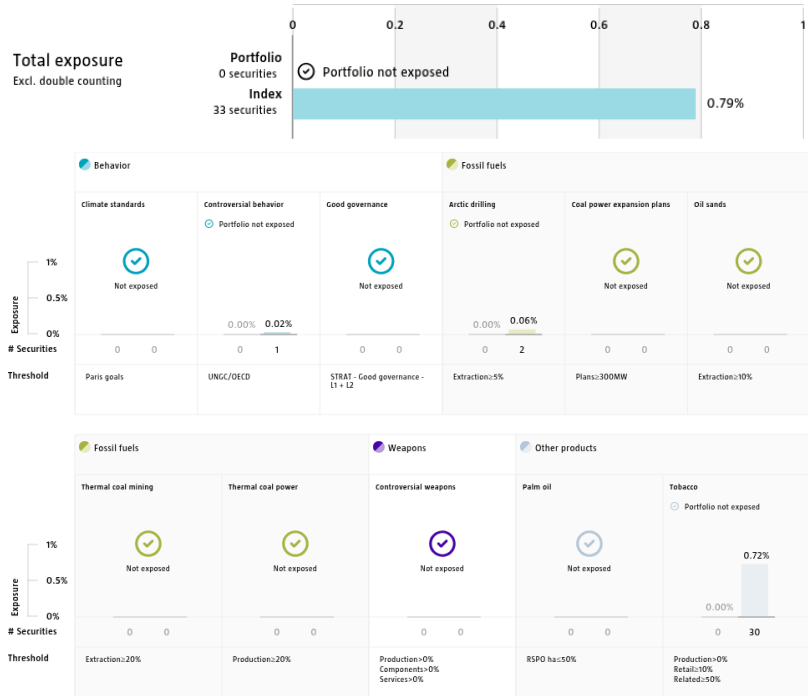 0 0.2 0.4 0.6 0.8 1
Total exposure
Excl. double counting
Portfolio
0 securities
Portfolio not exposed
Index
33 securities
0.79%
Behavior
Fossil fuels
Climate standards
Controversial behavior
Good governance
Arctic drilling
Coal power expansion plans
Oil sands
Portfolio not exposed
Portfolio not exposed
Not exposed
Not exposed
Not exposed
Not exposed
Exposure
1%
0.5%
0%
0.00% 0.02%
0.00% 0.06%
# Securities 0 0 0 1 0 0 0 2 0 0 0 0
Threshold
Paris goals
UNGC/OECD
STRAT - Good governance -
L1 + L2
Extraction≥5%
Plans≥300MW
Extraction≥10%
Fossil fuels
Weapons
Other products
Thermal coal mining
Thermal coal power
Controversial weapons
Palm oil
Tobacco
Portfolio not exposed
Not exposed
Not exposed
Not exposed
Not exposed
Exposure
1%
0.5%
0%
0.00% 0.72%
# Securities 0 0 0 0 0 0 0 0 0 30
Threshold
Extraction≥20%
Production≥20%
Production>0%
Components>0%
Services>0%
RSPO ha≤50%
Production>0%
Retail≥10%
Related≥50%